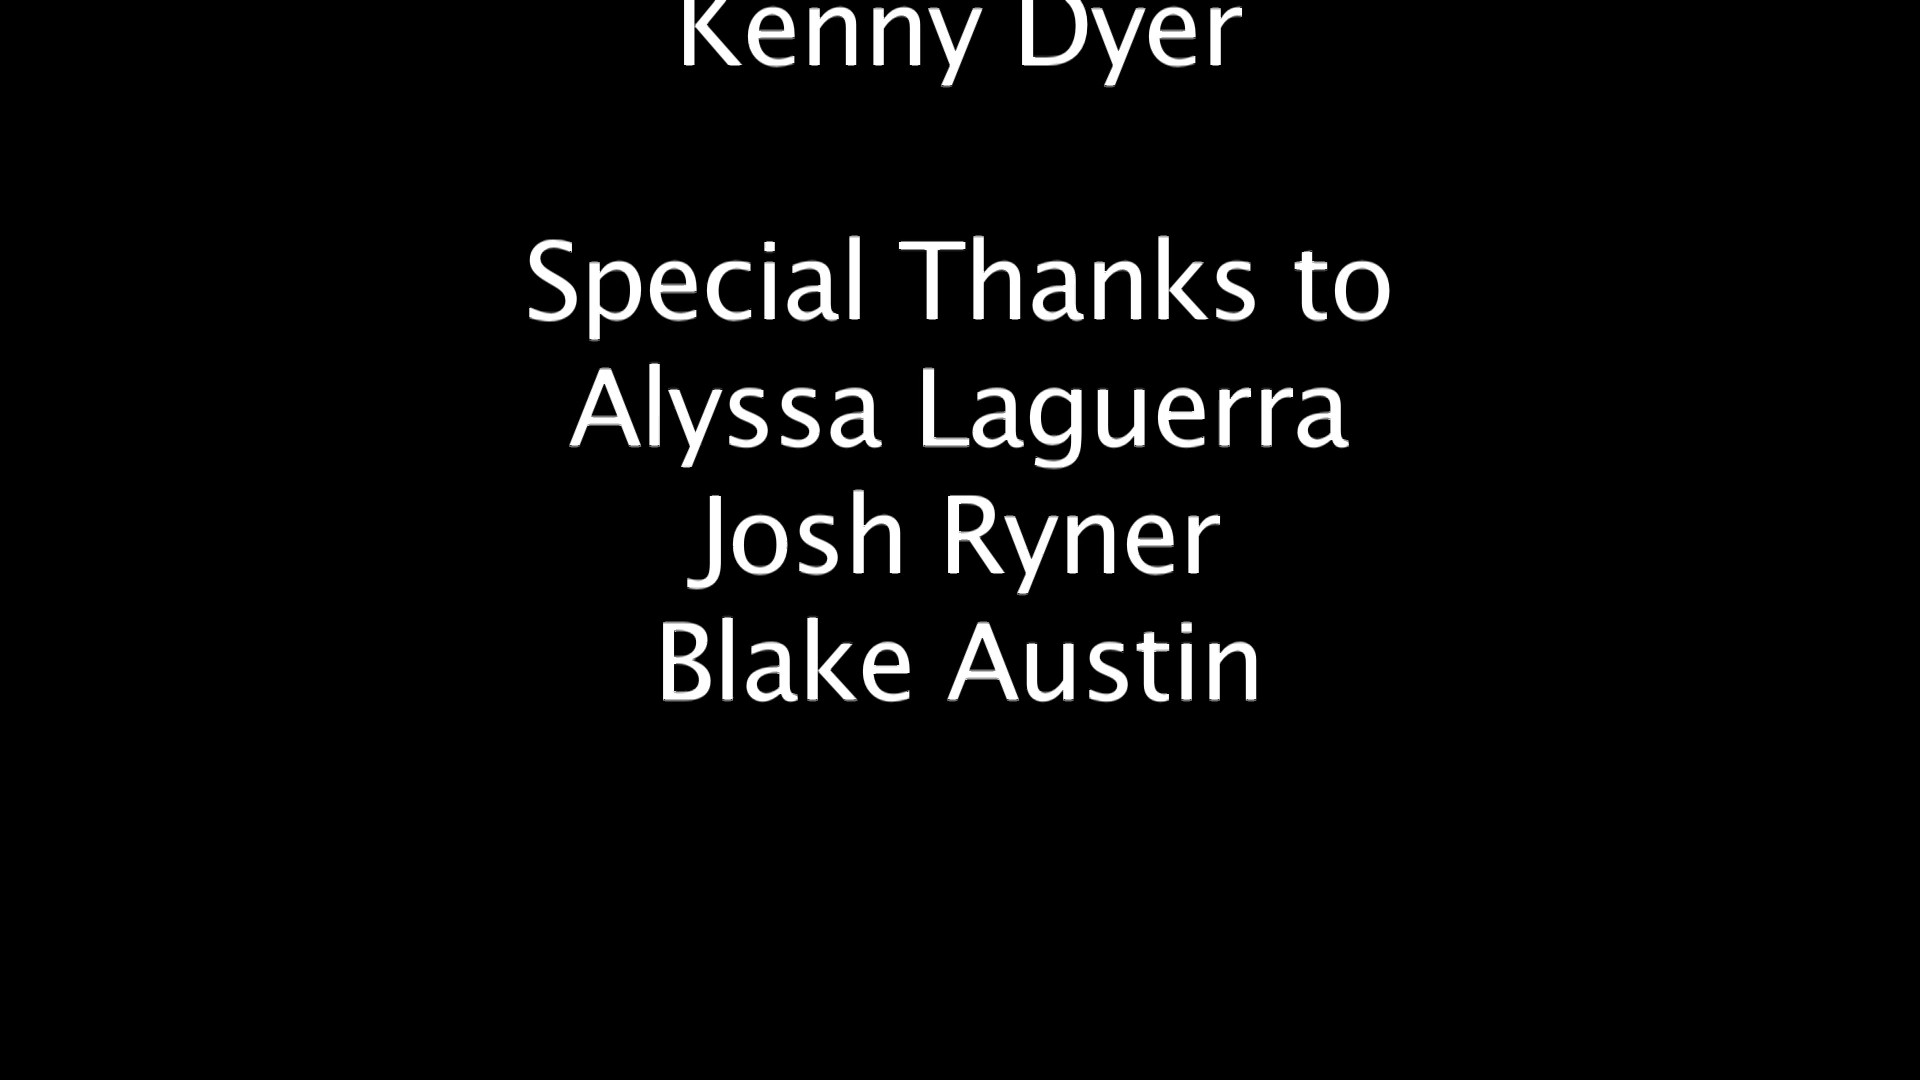 Kenny Dyer
Special Thanks to
Alyssa Laguerra
Josh Ryner
Blake Austin